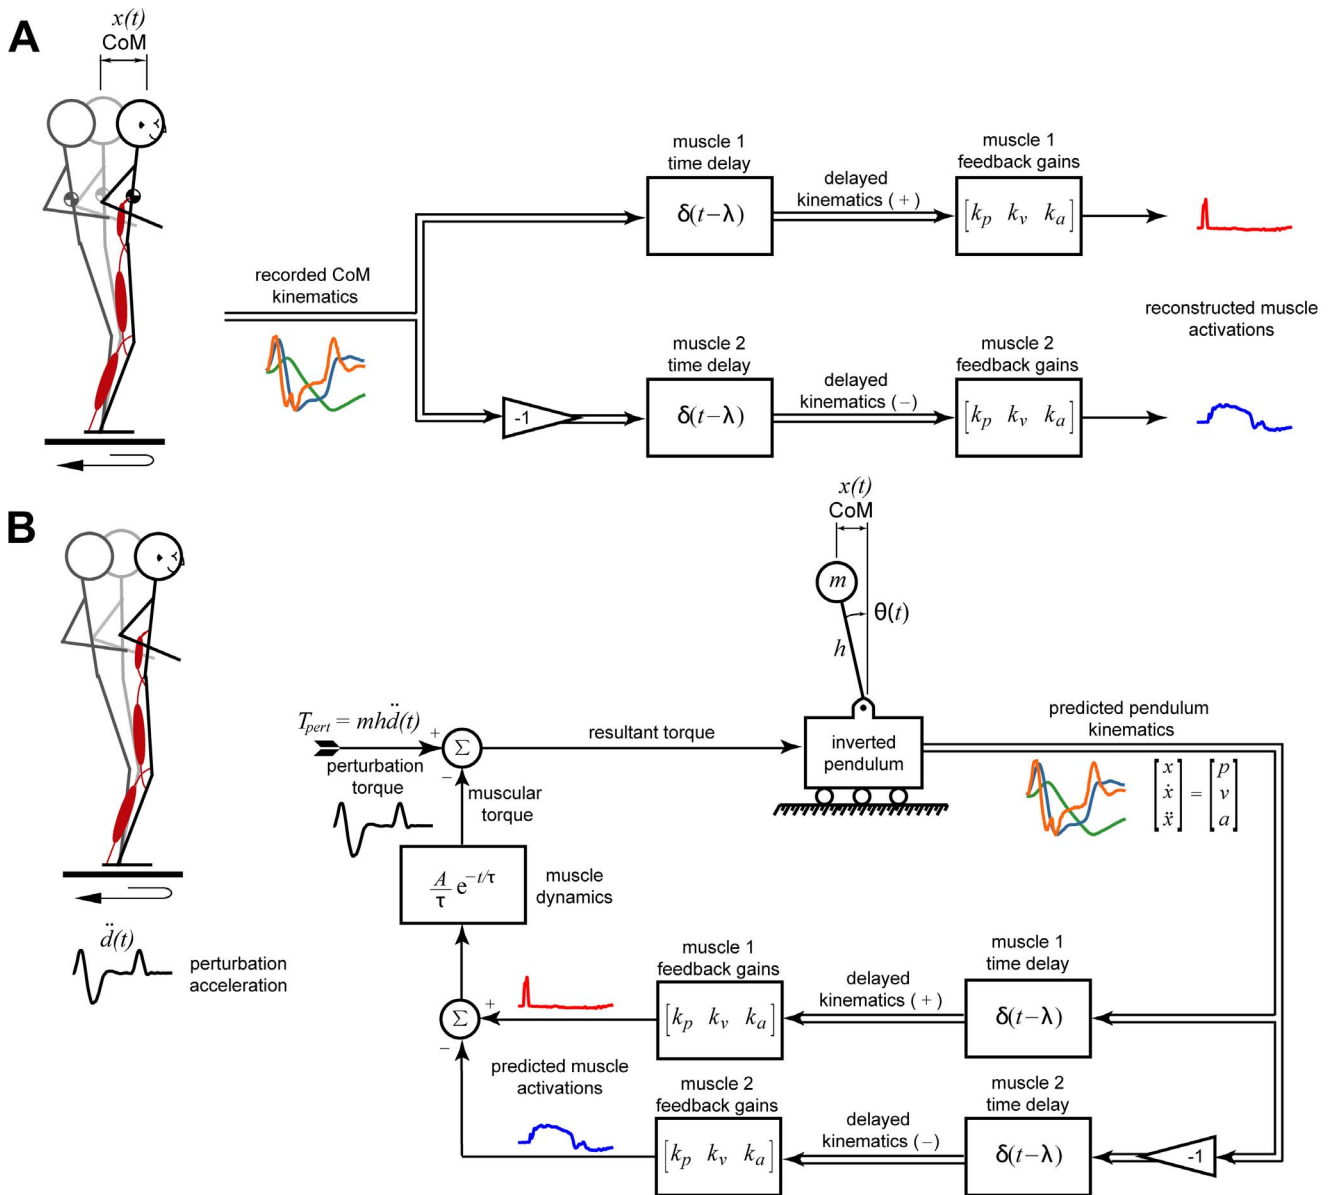 A
x(t)
CoM
recorded CoM
kinematics
muscle 1
time delay
δ(t−λ)
delayed
kinematics (+)
muscle 1
feedback gains
[kp kv ka]
reconstructed muscle
activations
-1
muscle 2
time delay
δ(t−λ)
delayed
kinematics (−)
muscle 2
feedback gains
[kp kv ka]
B
d̈(t)
perturbation
acceleration
Tpert = mhd̈(t)
perturbation
torque
+
Σ
−
resultant torque
muscular
torque
A/τ e−t/τ
muscle
dynamics
x(t)
CoM
m
θ(t)
h
inverted
pendulum
predicted pendulum
kinematics
[x ẋ ẍ] = [p v a]
muscle 1
time delay
δ(t−λ)
delayed
kinematics (+)
muscle 1
feedback gains
[kp kv ka]
+
Σ
−
predicted muscle
activations
muscle 2
feedback gains
[kp kv ka]
delayed
kinematics (−)
muscle 2
time delay
δ(t−λ)
-1